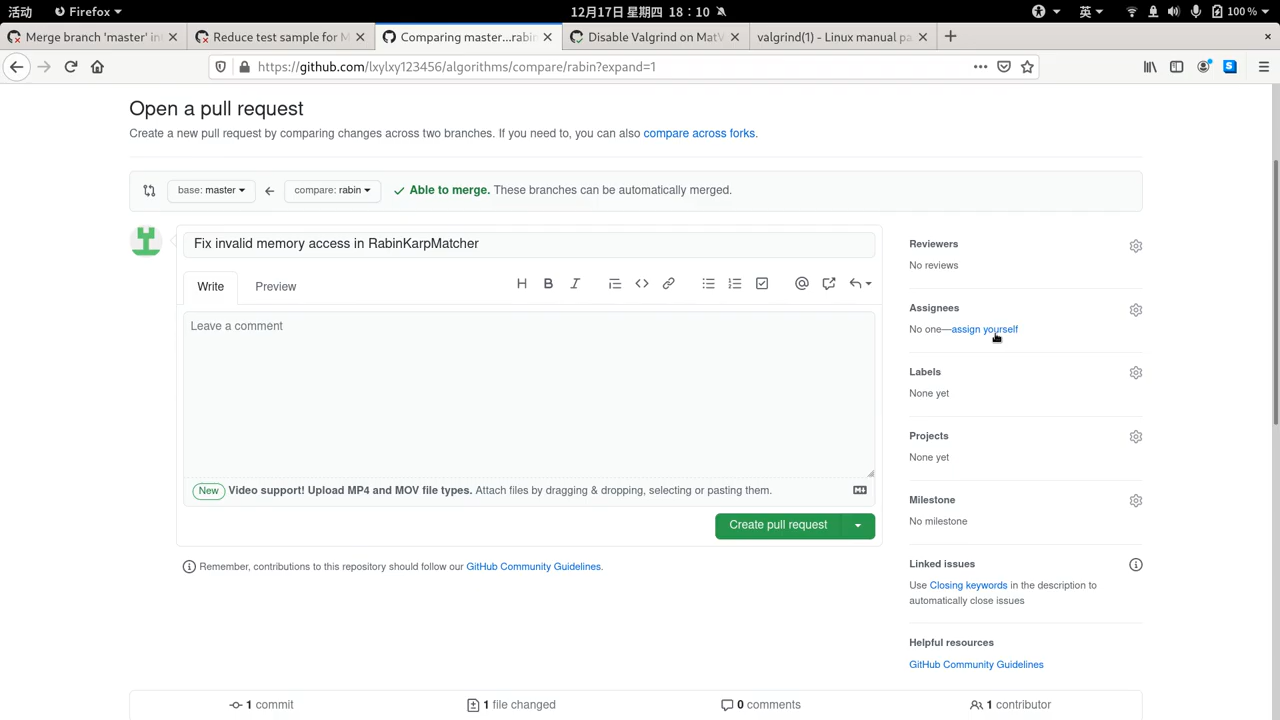 活动 Firefox 12月17日 星期四 18：10 英 100 %
Merge branch 'master' in Reduce test sample for M Comparing master...rabin Disable Valgrind on MatV valgrind(1) - Linux manual pa
https://github.com/lxylxy123456/algorithms/compare/rabin?expand=1
Open a pull request
Create a new pull request by comparing changes across two branches. If you need to, you can also compare across forks.
base: master compare: rabin Able to merge. These branches can be automatically merged.
Fix invalid memory access in RabinKarpMatcher
Write Preview
Leave a comment
New Video support! Upload MP4 and MOV file types. Attach files by dragging & dropping, selecting or pasting them.
Create pull request
Remember, contributions to this repository should follow our GitHub Community Guidelines.
Reviewers
No reviews
Assignees
No one—assign yourself
Labels
None yet
Projects
None yet
Milestone
No milestone
Linked issues
Use Closing keywords in the description to
automatically close issues
Helpful resources
GitHub Community Guidelines
1 commit 1 file changed 0 comments 1 contributor